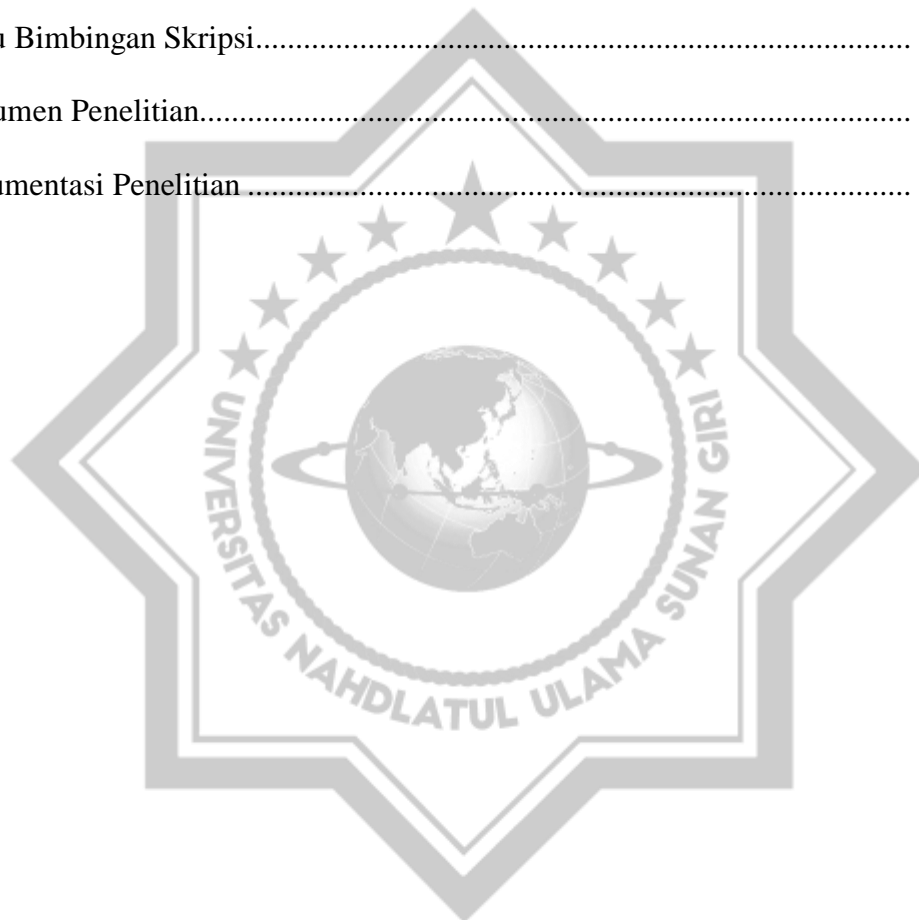 u Bimbingan Skripsi.................................................................................
umen Penelitian........................................................................................
umentasi Penelitian ..................................................................................
UNIVERSITAS NAHDLATUL ULAMA SUNAN GIRI